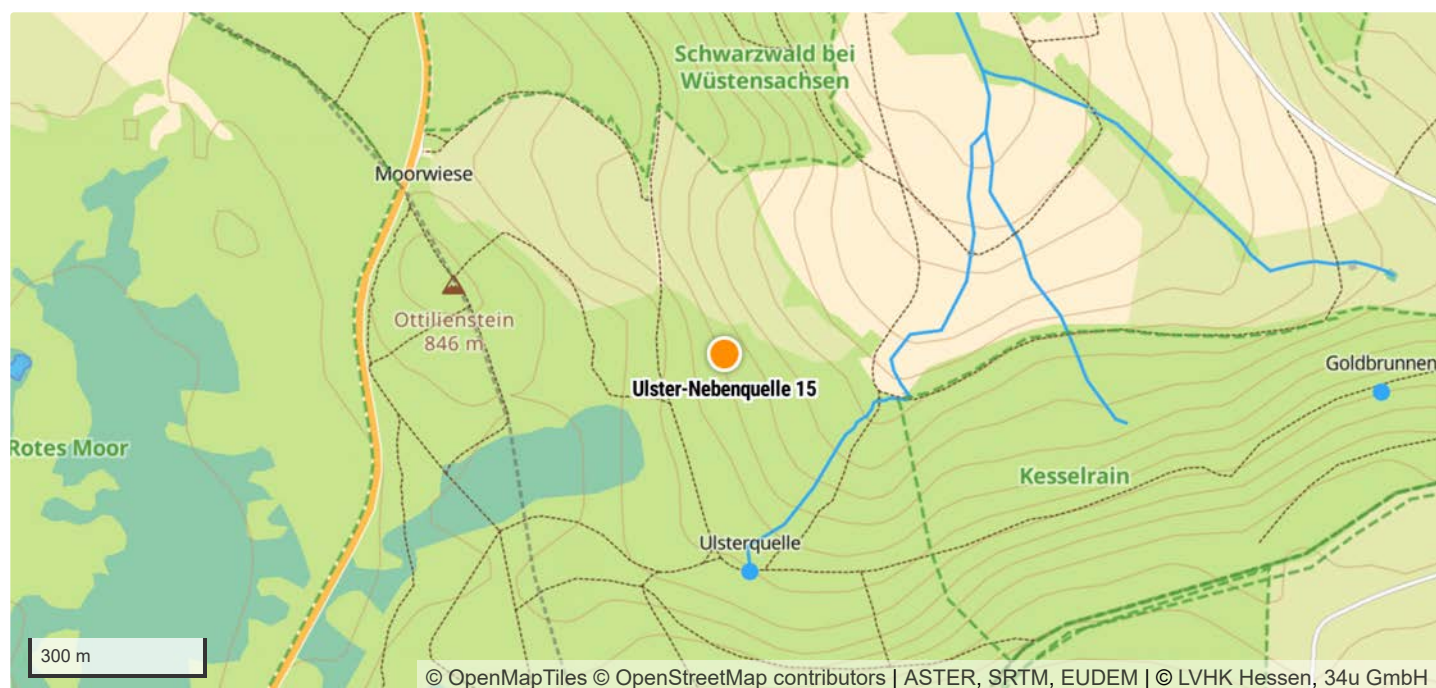 Schwarzwald bei
Wüstensachsen
Moorwiese
Ottilienstein
846 m
Ulster-Nebenquelle 15
Goldbrunnen
Rotes Moor
Kesselrain
Ulsterquelle
300 m
© OpenMapTiles © OpenStreetMap contributors | ASTER, SRTM, EUDEM | © LVHK Hessen, 34u GmbH